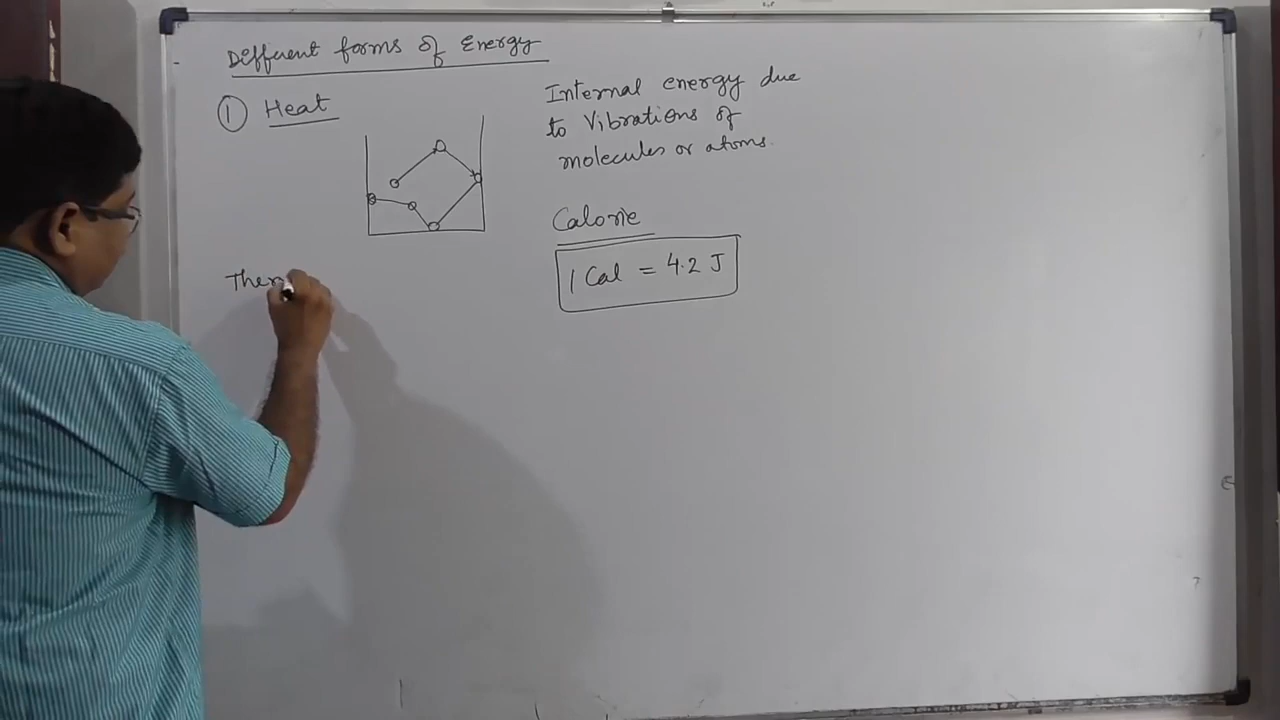 Different forms of Energy
① Heat
Internal energy due
to Vibrations of
molecules or atoms.
Calorie
1 Cal = 4.2 J
Ther